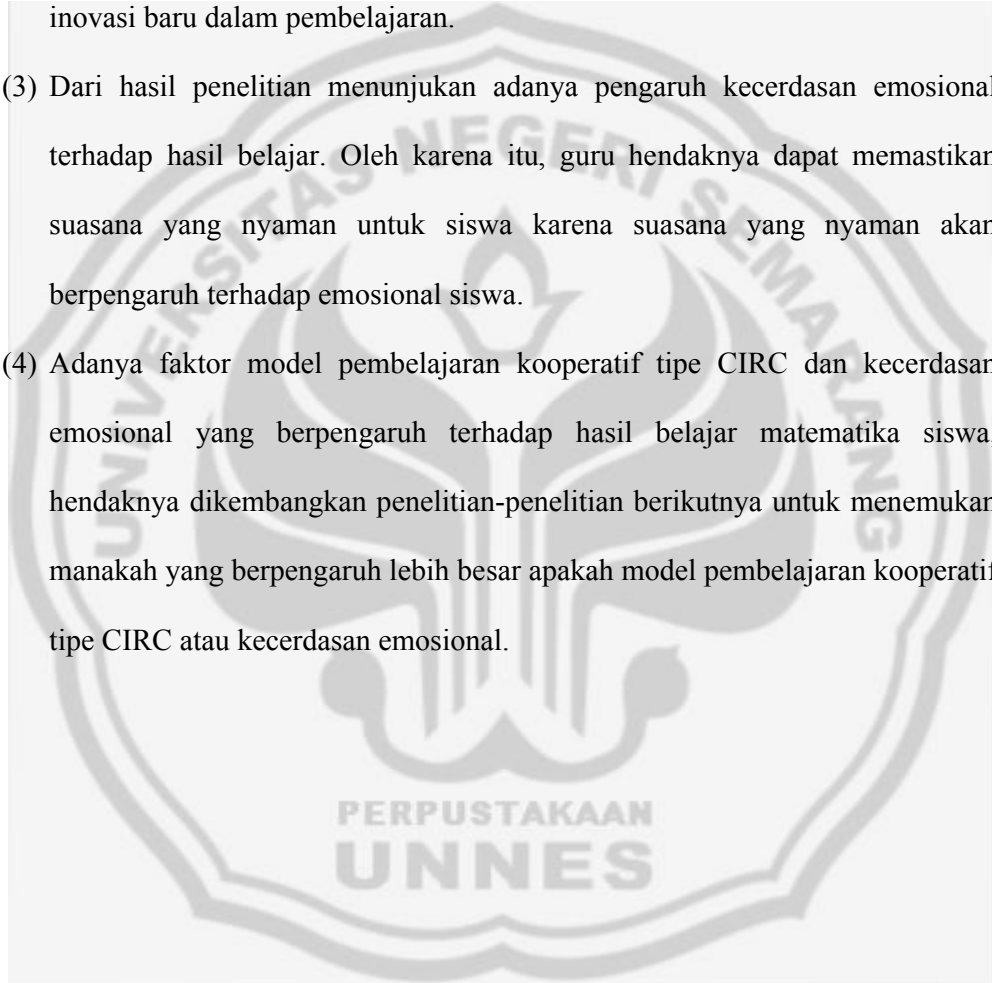 inovasi baru dalam pembelajaran.
(3) Dari hasil penelitian menunjukan adanya pengaruh kecerdasan emosional
terhadap hasil belajar. Oleh karena itu, guru hendaknya dapat memastikan
suasana yang nyaman untuk siswa karena suasana yang nyaman akan
berpengaruh terhadap emosional siswa.
(4) Adanya faktor model pembelajaran kooperatif tipe CIRC dan kecerdasan
emosional yang berpengaruh terhadap hasil belajar matematika siswa,
hendaknya dikembangkan penelitian-penelitian berikutnya untuk menemukan
manakah yang berpengaruh lebih besar apakah model pembelajaran kooperatif
tipe CIRC atau kecerdasan emosional.
UNIVERSITAS NEGERI SEMARANG
PERPUSTAKAAN
UNNES